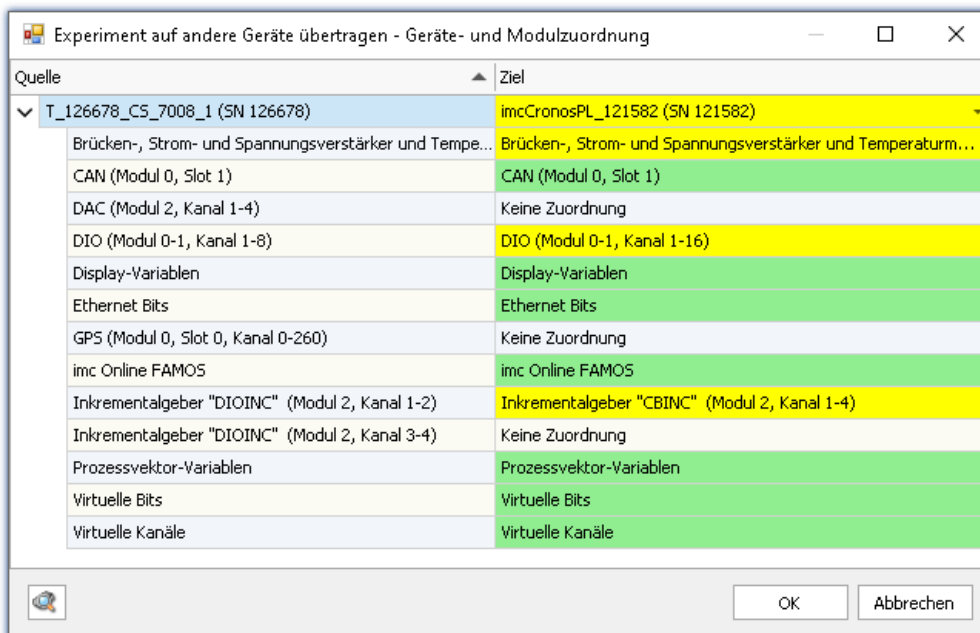 Experiment auf andere Geräte übertragen - Geräte- und Modulzuordnung
Quelle Ziel
T_126678_CS_7008_1 (SN 126678) imcCronosPL_121582 (SN 121582)
Brücken-, Strom- und Spannungsverstärker und Tempe... Brücken-, Strom- und Spannungsverstärker und Temperaturm...
CAN (Modul 0, Slot 1) CAN (Modul 0, Slot 1)
DAC (Modul 2, Kanal 1-4) Keine Zuordnung
DIO (Modul 0-1, Kanal 1-8) DIO (Modul 0-1, Kanal 1-16)
Display-Variablen Display-Variablen
Ethernet Bits Ethernet Bits
GPS (Modul 0, Slot 0, Kanal 0-260) Keine Zuordnung
imc Online FAMOS imc Online FAMOS
Inkrementalgeber "DIOINC" (Modul 2, Kanal 1-2) Inkrementalgeber "CBINC" (Modul 2, Kanal 1-4)
Inkrementalgeber "DIOINC" (Modul 2, Kanal 3-4) Keine Zuordnung
Prozessvektor-Variablen Prozessvektor-Variablen
Virtuelle Bits Virtuelle Bits
Virtuelle Kanäle Virtuelle Kanäle
OK Abbrechen